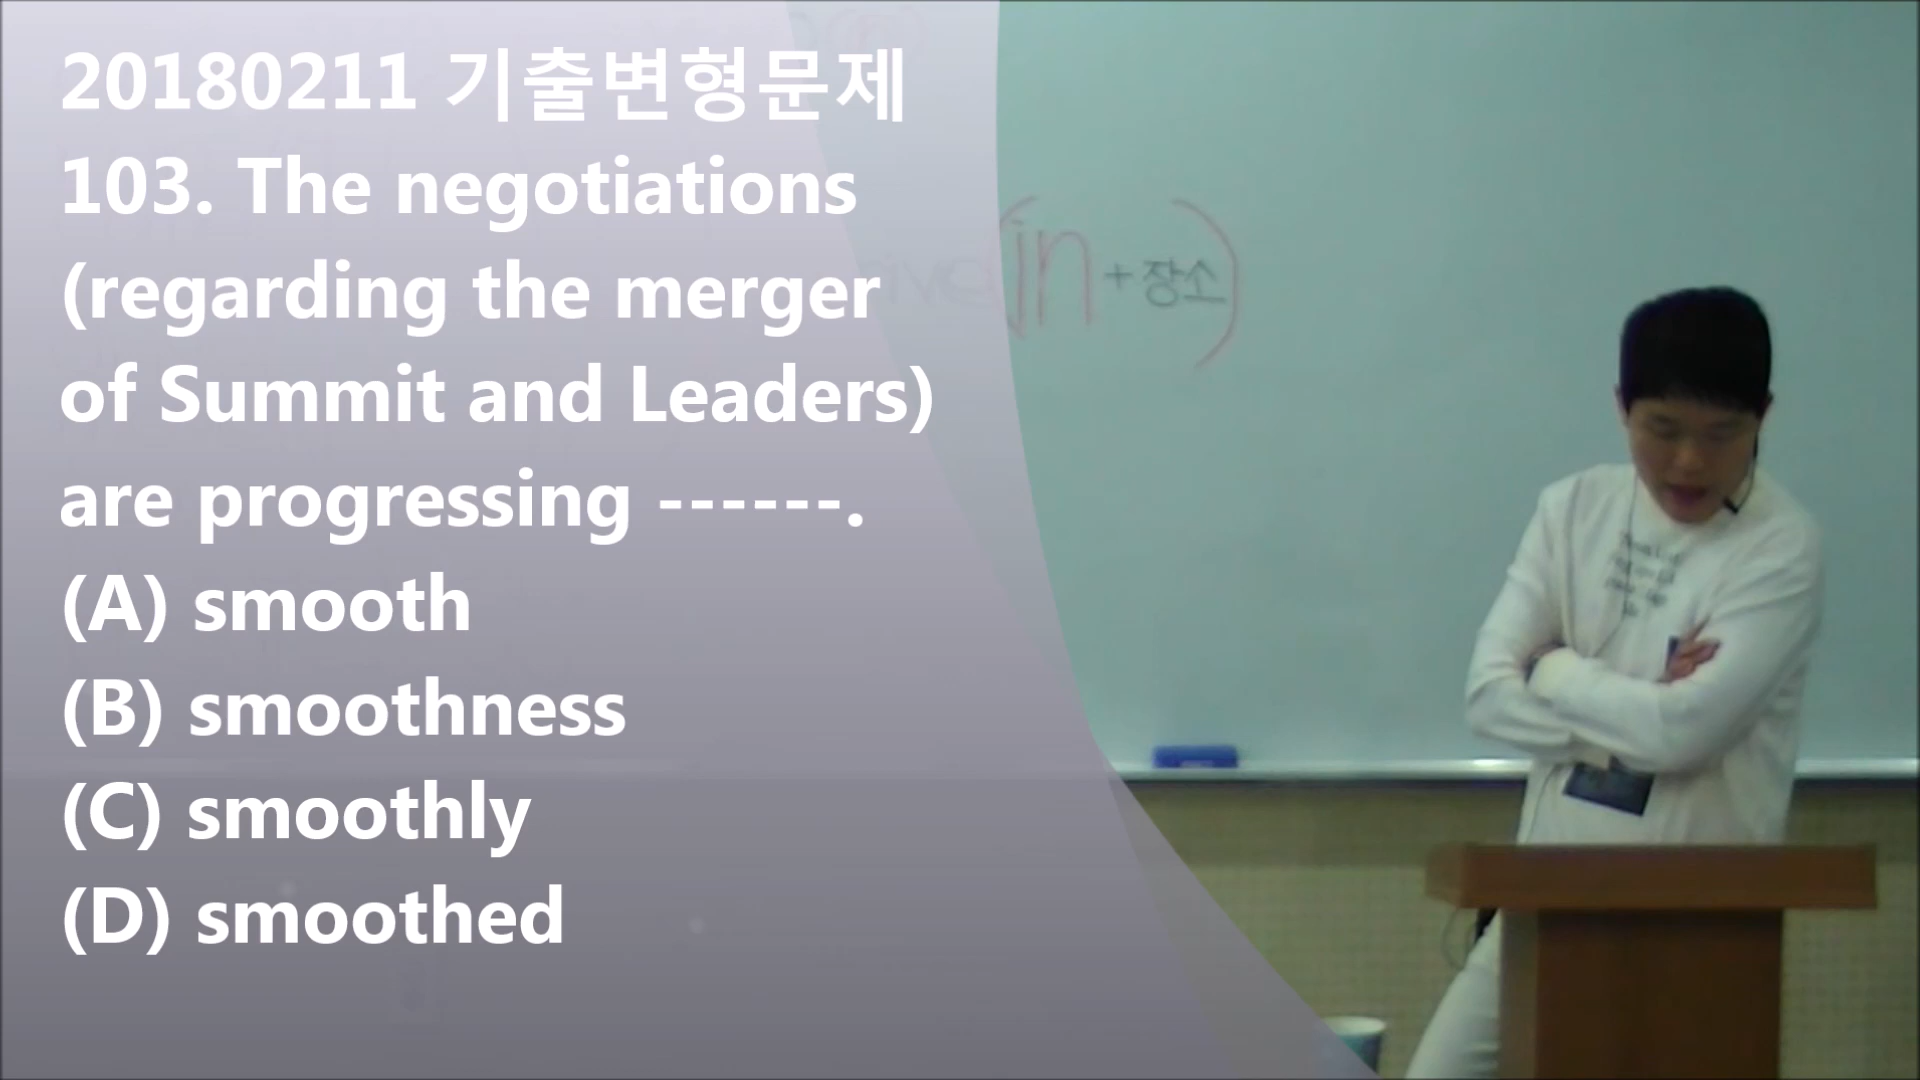 20180211 기출변형문제
103. The negotiations
(regarding the merger
of Summit and Leaders)
are progressing ------.
(A) smooth
(B) smoothness
(C) smoothly
(D) smoothed
(in + 장소)